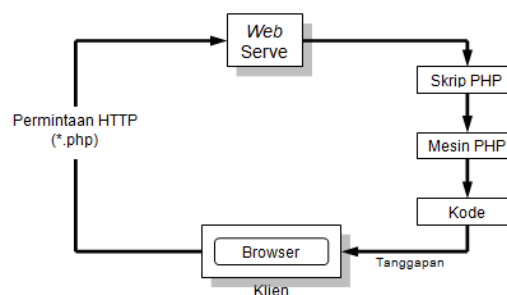 Web
Serve
Skrip PHP
Permintaan HTTP
(*.php)
Mesin PHP
Kode
Browser
Tanggapan
Klien